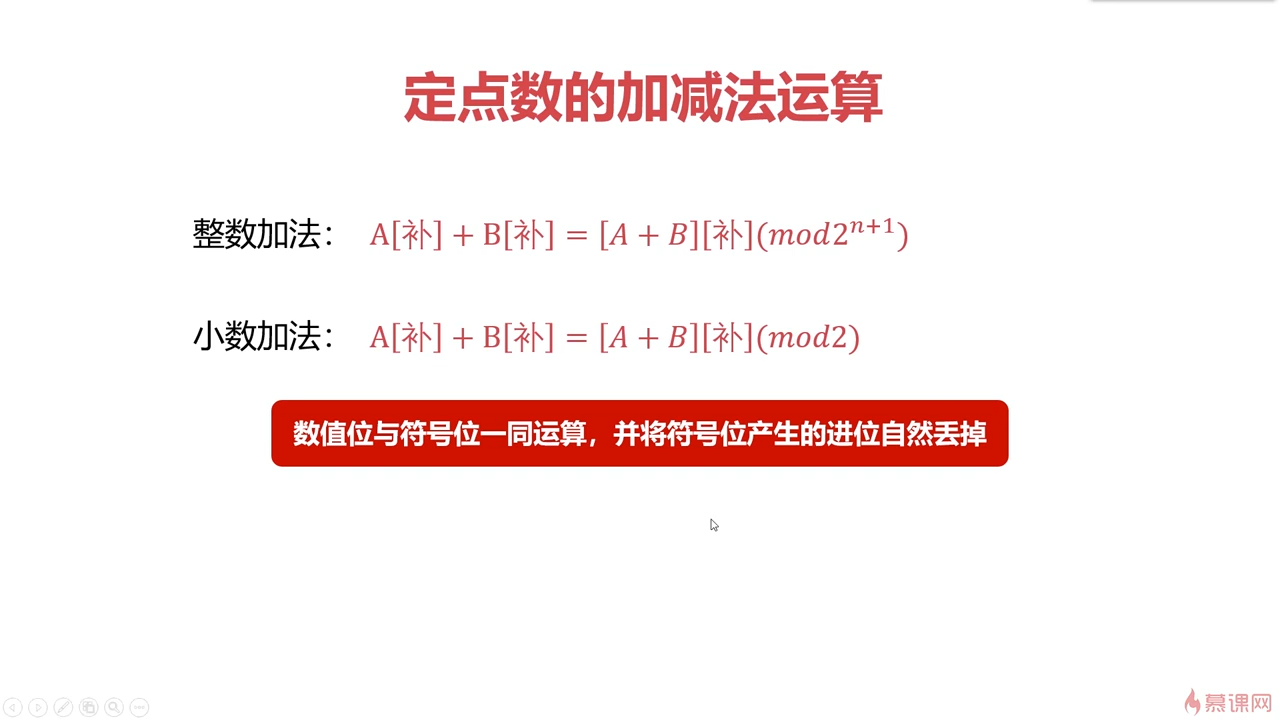 定点数的加减法运算
整数加法： A[补] + B[补] = [A + B][补](mod2^{n+1})
小数加法： A[补] + B[补] = [A + B][补](mod2)
数值位与符号位一同运算，并将符号位产生的进位自然丢掉
慕课网